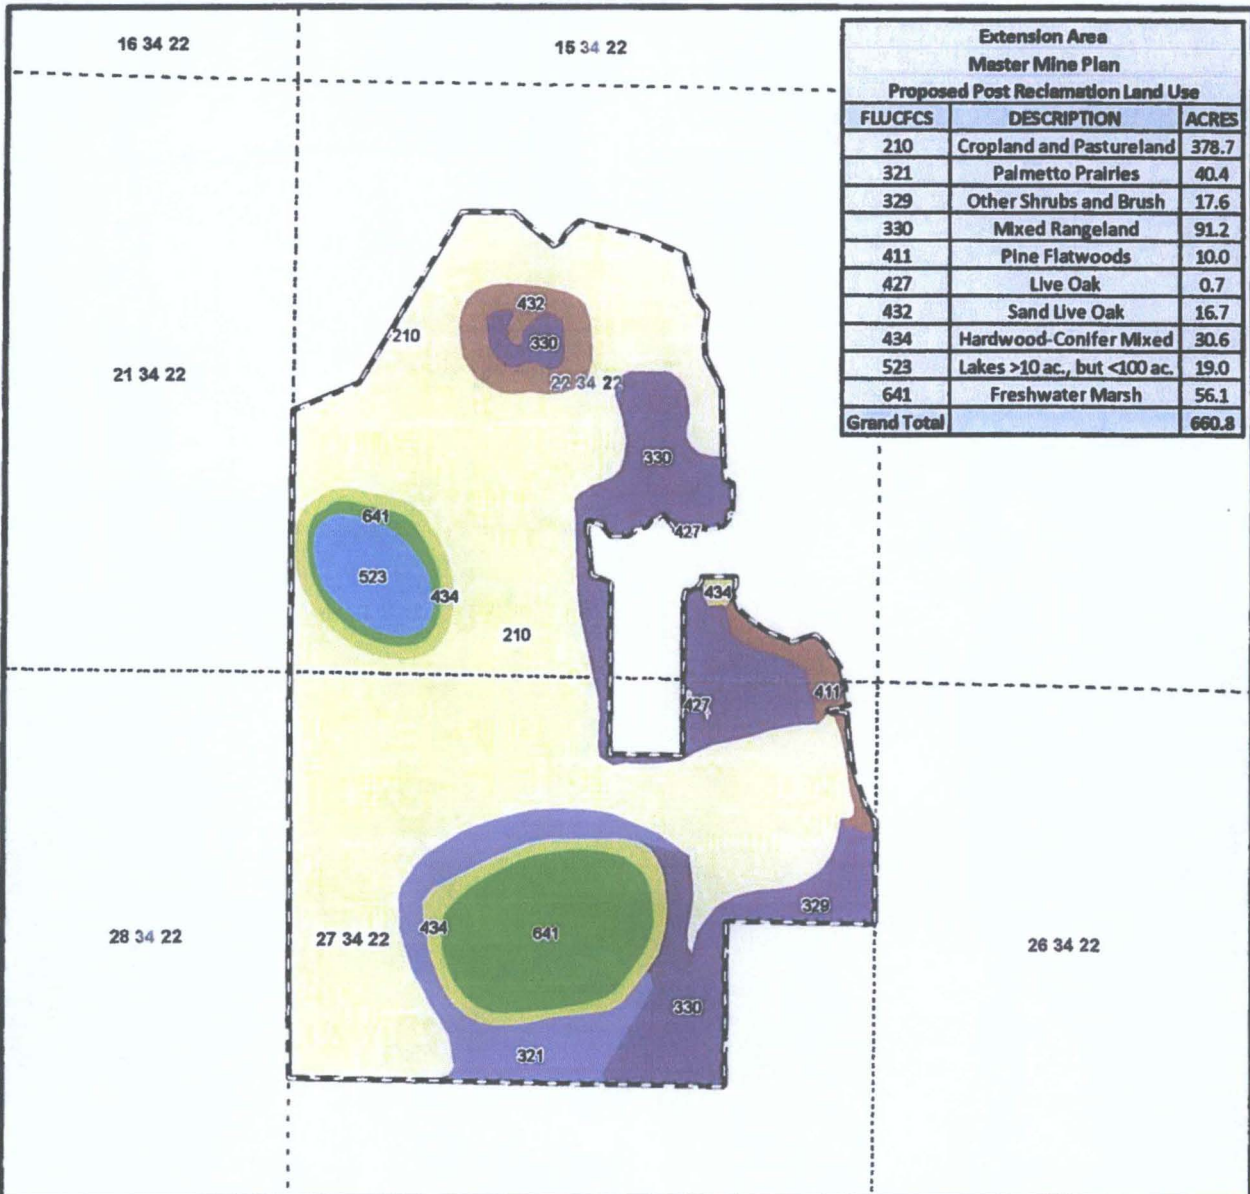 16 34 22
15 34 22
Extension Area
Master Mine Plan
Proposed Post Reclamation Land Use
FLUCFCS DESCRIPTION ACRES
210 Cropland and Pastureland 378.7
321 Palmetto Prairies 40.4
329 Other Shrubs and Brush 17.6
330 Mixed Rangeland 91.2
411 Pine Flatwoods 10.0
427 Live Oak 0.7
432 Sand Live Oak 16.7
434 Hardwood-Conifer Mixed 30.6
523 Lakes >10 ac., but <100 ac. 19.0
641 Freshwater Marsh 56.1
Grand Total 660.8
432
210
330
21 34 22
22 34 22
330
641
427
523
434
434
210
411
427
329
434
641
28 34 22
27 34 22
26 34 22
330
321